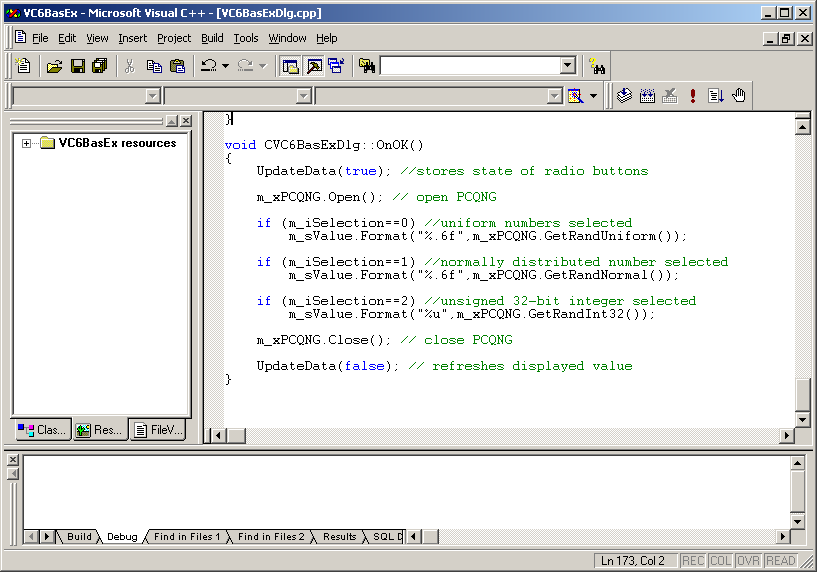 VC6BasEx - Microsoft Visual C++ - [VC6BasExDlg.cpp]
File Edit View Insert Project Build Tools Window Help
VC6BasEx resources
}
void CVC6BasExDlg::OnOK()
{
    UpdateData(true); //stores state of radio buttons
    m_xPCQNG.Open(); // open PCQNG
    if (m_iSelection==0) //uniform numbers selected
        m_sValue.Format("%.6f",m_xPCQNG.GetRandUniform());
    if (m_iSelection==1) //normally distributed number selected
        m_sValue.Format("%.6f",m_xPCQNG.GetRandNormal());
    if (m_iSelection==2) //unsigned 32-bit integer selected
        m_sValue.Format("%u",m_xPCQNG.GetRandInt32());
    m_xPCQNG.Close(); // close PCQNG
    UpdateData(false); // refreshes displayed value
}
Clas... Res... FileV...
Build Debug Find in Files 1 Find in Files 2 Results SQL D
Ln 173, Col 2 REC COL OVR READ